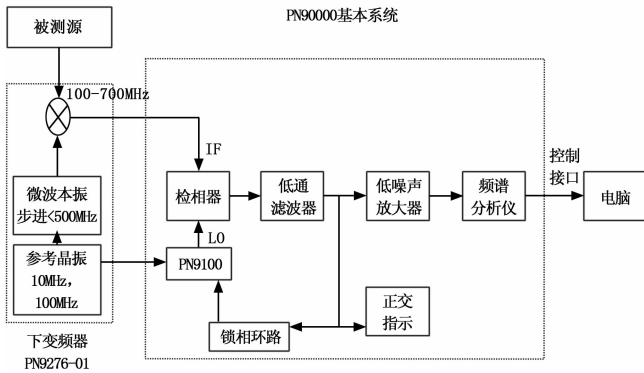 PN90000基本系统
被测源
100-700MHz
微波本振
步进<500MHz
参考晶振
10MHz,
100MHz
下变频器
PN9276-01
IF
检相器
LO
PN9100
低通
滤波器
低噪声
放大器
频谱
分析仪
控制
接口
电脑
锁相环路
正交
指示